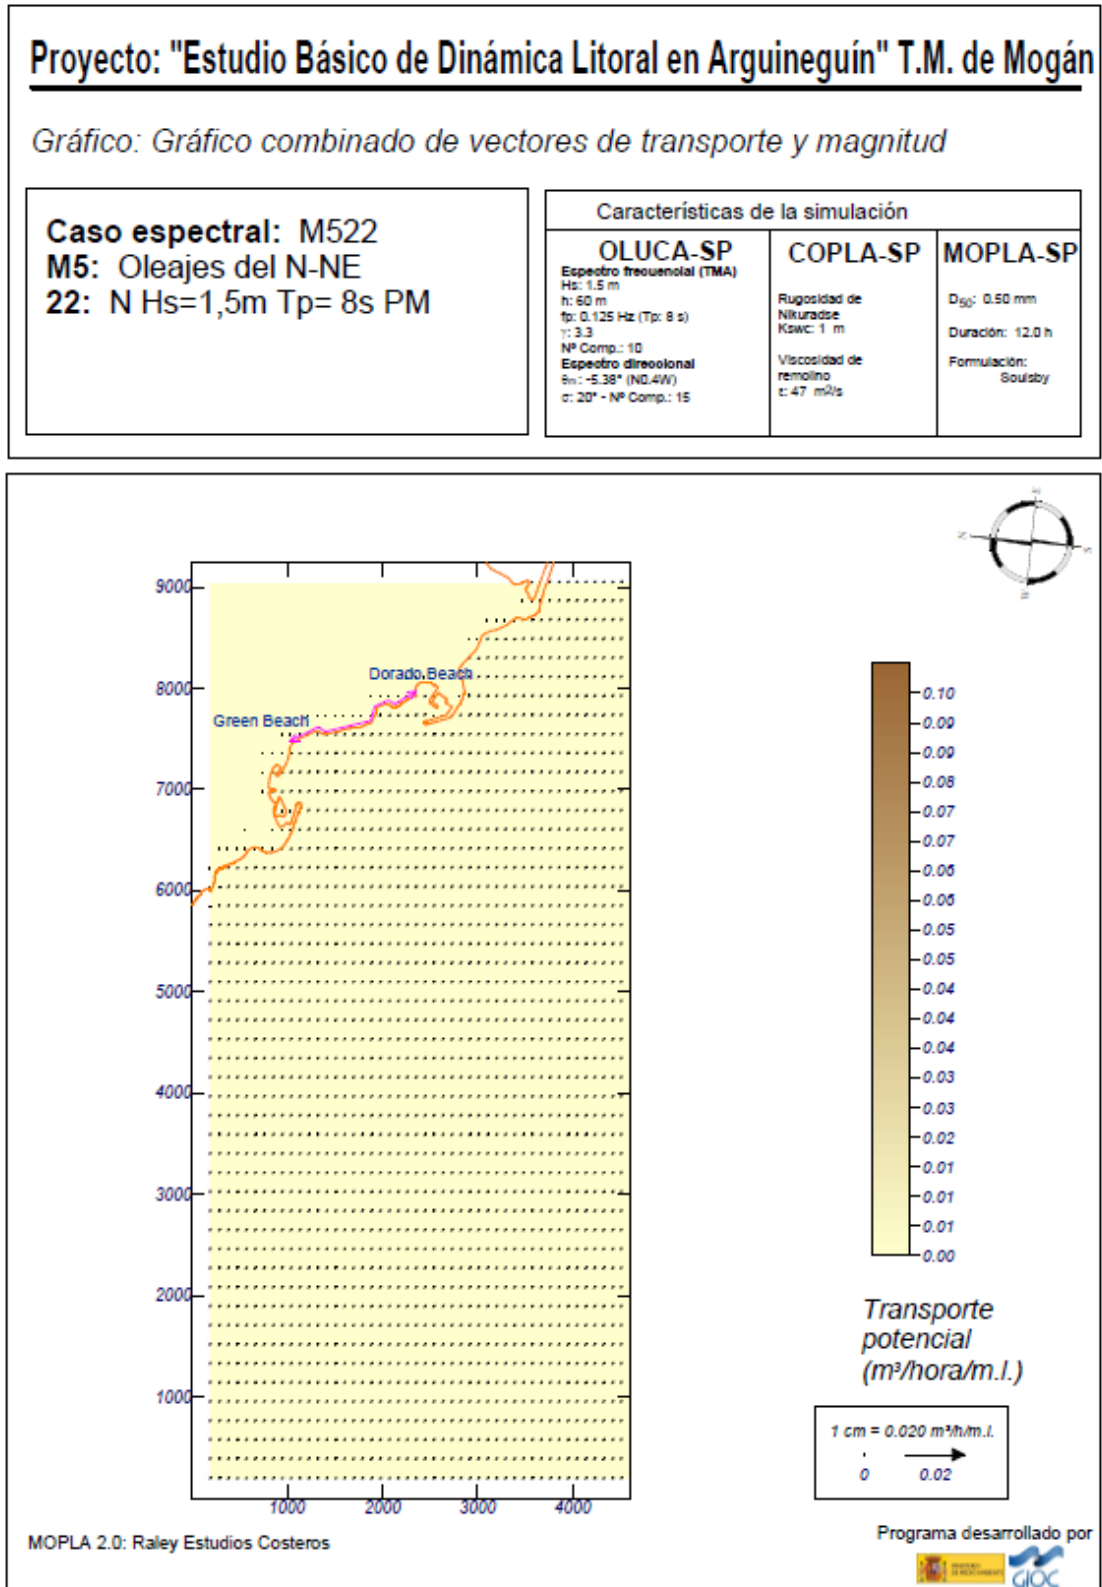 Proyecto: "Estudio Básico de Dinámica Litoral en Arguineguín" T.M. de Mogán
Gráfico: Gráfico combinado de vectores de transporte y magnitud
Caso espectral: M522
M5: Oleajes del N-NE
22: N Hs=1,5m Tp= 8s PM
Características de la simulación
OLUCA-SP
Espectro frecuencial (TMA)
Hs: 1.5 m
h: 60 m
fp: 0.125 Hz (Tp: 8 s)
γ: 3.3
Nº Comp.: 10
Espectro direccional
θm: -5.38° (N0.4W)
σ: 20° - Nº Comp.: 15
COPLA-SP
Rugosidad de
Nikuradse
Kswc: 1 m
Viscosidad de
remolino
ε: 47 m²/s
MOPLA-SP
D50: 0.50 mm
Duración: 12.0 h
Formulación:
Soulsby
N
S
9000
8000
7000
6000
5000
4000
3000
2000
1000
Dorado Beach
Green Beach
1000 2000 3000 4000
0.10
0.09
0.09
0.08
0.07
0.07
0.06
0.06
0.05
0.05
0.04
0.04
0.04
0.03
0.03
0.02
0.01
0.01
0.01
0.00
Transporte
potencial
(m³/hora/m.l.)
1 cm = 0.020 m³/h/m.l.
0 0.02
MOPLA 2.0: Raley Estudios Costeros
Programa desarrollado por
GIOC